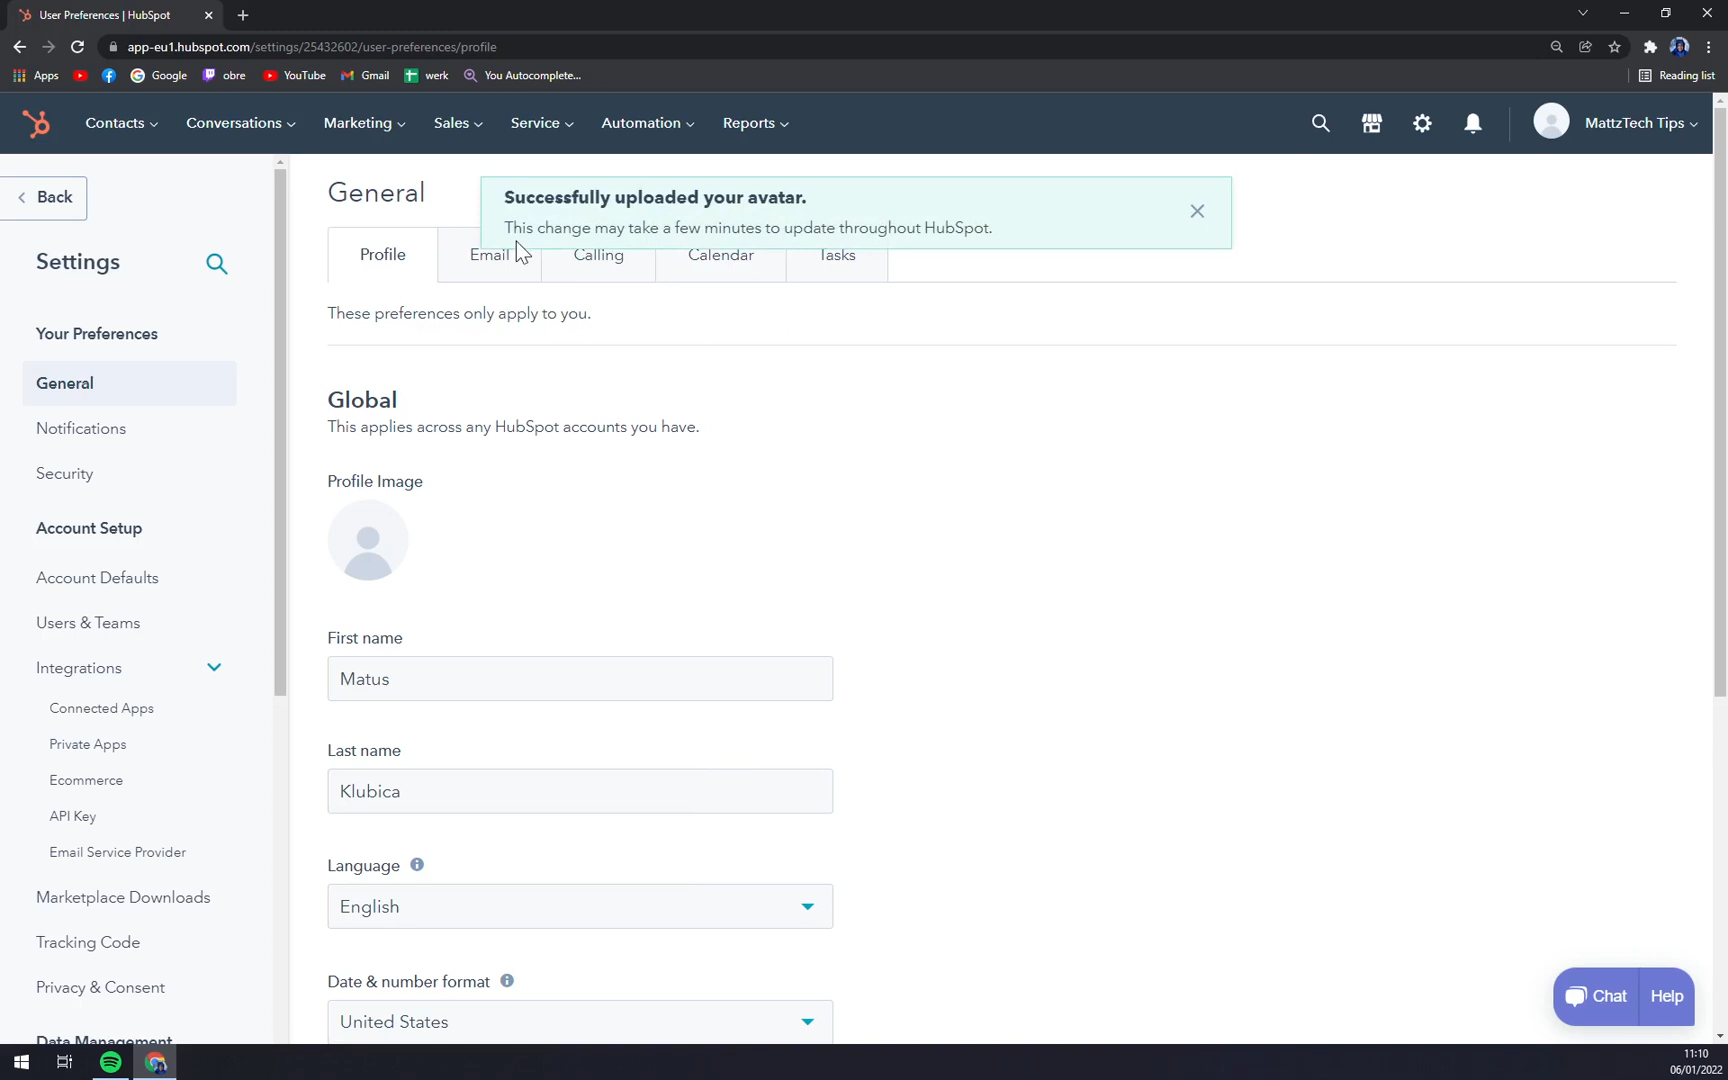 User Preferences | HubSpot
app-eu1.hubspot.com/settings/25432602/user-preferences/profile
Apps
Google
obre
YouTube
Gmail
werk
You Autocomplete...
Reading list
Contacts
Conversations
Marketing
Sales
Service
Automation
Reports
MattzTech Tips
Back
General
Successfully uploaded your avatar.
This change may take a few minutes to update throughout HubSpot.
Settings
Profile
Email
Calling
Calendar
Tasks
These preferences only apply to you.
Your Preferences
General
Notifications
Security
Account Setup
Account Defaults
Users & Teams
Integrations
Connected Apps
Private Apps
Ecommerce
API Key
Email Service Provider
Marketplace Downloads
Tracking Code
Privacy & Consent
Data Management
Global
This applies across any HubSpot accounts you have.
Profile Image
First name
Matus
Last name
Klubica
Language
English
Date & number format
United States
Chat
Help
11:10
06/01/2022